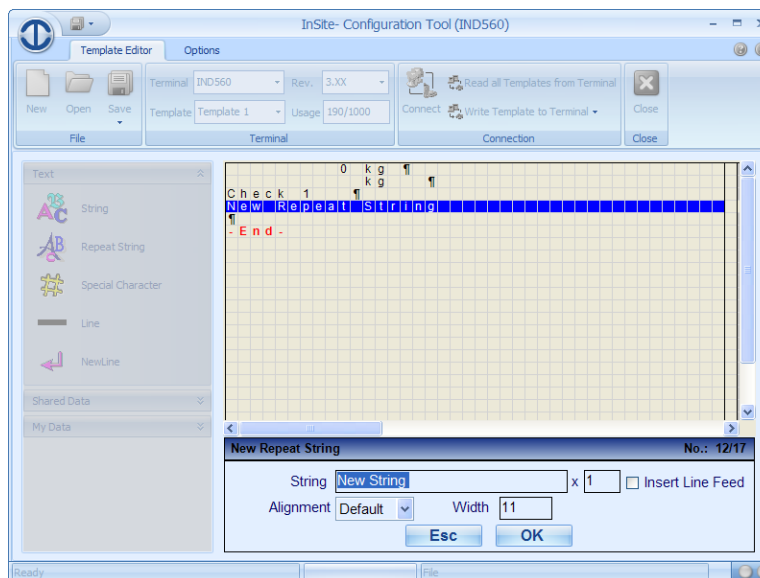 InSite- Configuration Tool (IND560)
Template Editor Options
New Open Save
File
Terminal IND560 Rev. 3.XX
Template Template 1 Usage 190/1000
Terminal
Connect Read all Templates from Terminal
Write Template to Terminal
Connection
Close
Close
Text
String
Repeat String
Special Character
Line
NewLine
Shared Data
My Data
0 kg ¶
kg ¶
Check 1 ¶
New Repeat String
¶
-End-
New Repeat String No.: 12/17
String New String x 1 Insert Line Feed
Alignment Default Width 11
Esc OK
Ready File